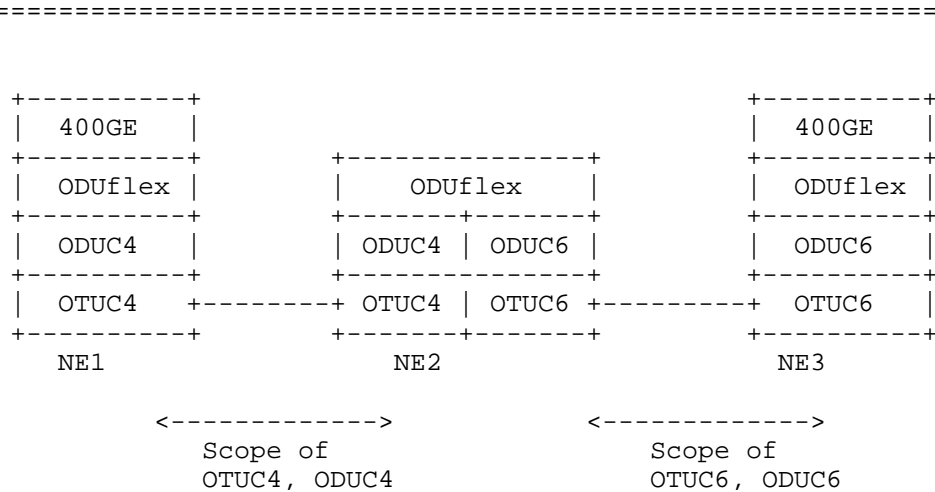 ================================================================
+----------+                                   +----------+
|   400GE   |                                   |   400GE   |
+----------+         +---------------+         +----------+
|   ODUflex |         |     ODUflex     |         |   ODUflex |
+----------+         +-------+-------+         +----------+
|   ODUC4   |         | ODUC4 | ODUC6 |         |   ODUC6   |
+----------+         +---------------+         +----------+
|   OTUC4   +--------+ OTUC4 | OTUC6 +---------+   OTUC6   |
+----------+         +-------+-------+         +----------+
NE1 NE2 NE3
<-------------> <------------->
Scope of Scope of
OTUC4, ODUC4 OTUC6, ODUC6